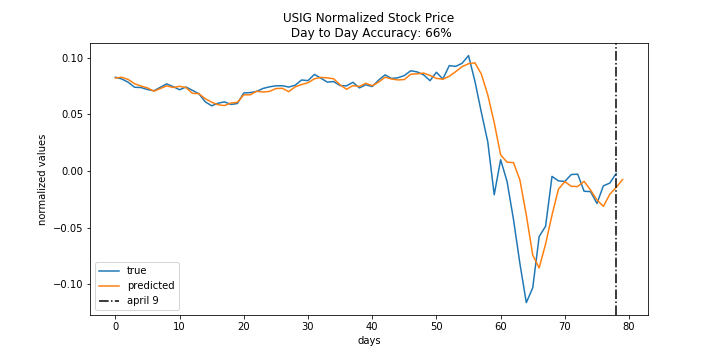 USIG Normalized Stock Price
Day to Day Accuracy: 66%
normalized values
0.10
0.05
0.00
−0.05
−0.10
true
predicted
april 9
0 10 20 30 40 50 60 70 80
days